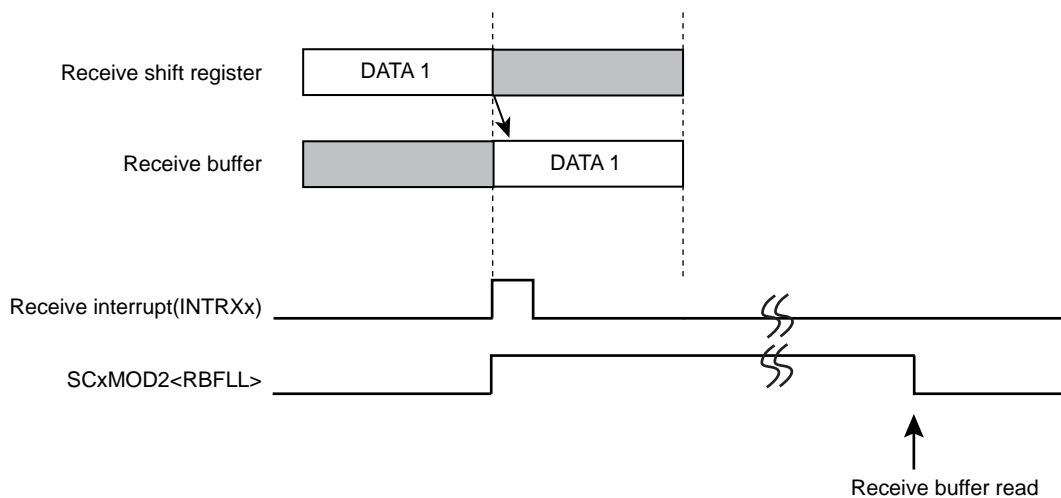 Receive shift register
DATA 1
Receive buffer
DATA 1
Receive interrupt(INTRXx)
SCxMOD2<RBFLL>
Receive buffer read